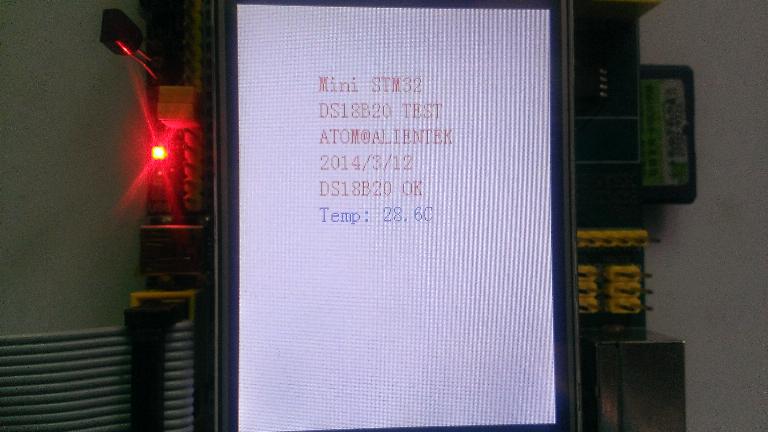 Mini STM32
DS18B20 TEST
ATOM@ALIENTEK
2014/3/12
DS18B20 OK
Temp: 28.6C